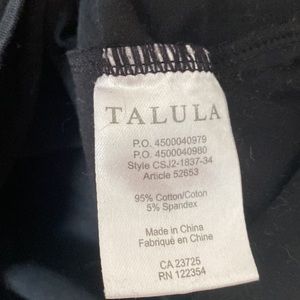 TALULA
P.O. 4500040979
P.O. 4500040980
Style CSJ2-1837-34
Article 52653
95% Cotton/Coton
5% Spandex
Made in China
Fabriqué en Chine
CA 23725
RN 122354